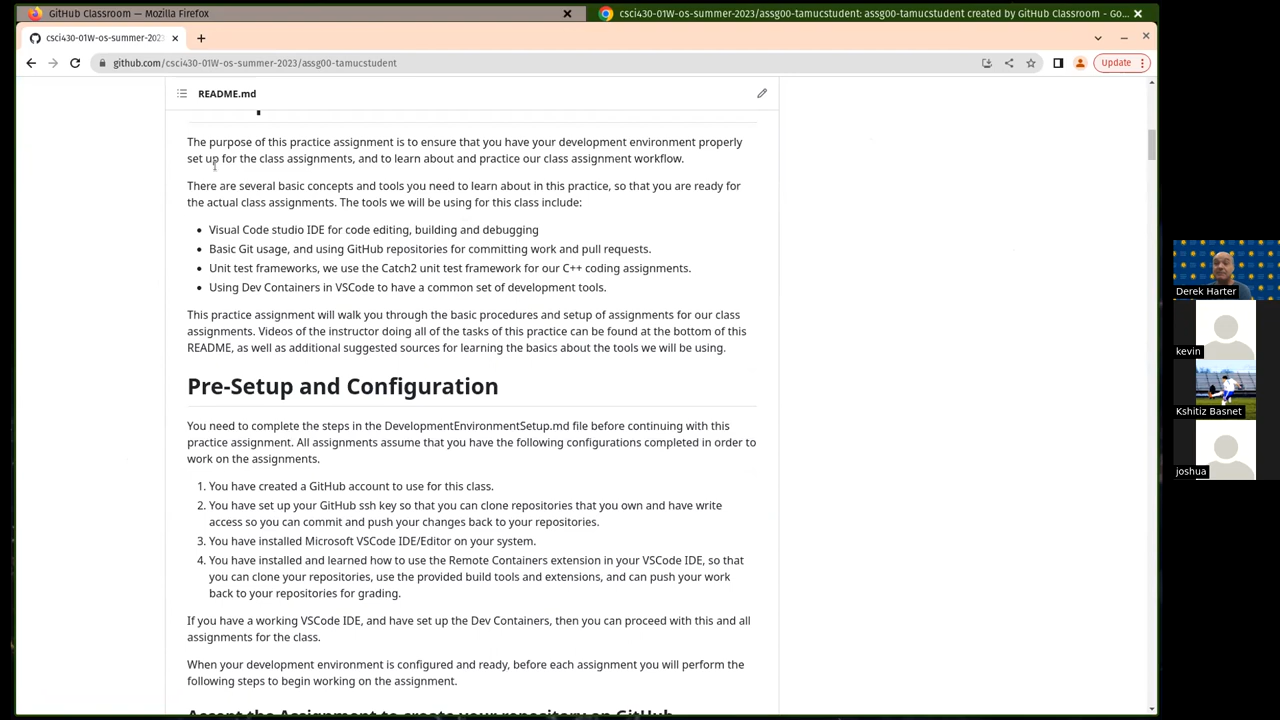 GitHub Classroom — Mozilla Firefox
csci430-01W-os-summer-2023/assg00-tamucstudent: assg00-tamucstudent created by GitHub Classroom - Go...
csci430-01W-os-summer-202
github.com/csci430-01W-os-summer-2023/assg00-tamucstudent
Update
README.md
The purpose of this practice assignment is to ensure that you have your development environment properly
set up for the class assignments, and to learn about and practice our class assignment workflow.
There are several basic concepts and tools you need to learn about in this practice, so that you are ready for
the actual class assignments. The tools we will be using for this class include:
• Visual Code studio IDE for code editing, building and debugging
• Basic Git usage, and using GitHub repositories for committing work and pull requests.
• Unit test frameworks, we use the Catch2 unit test framework for our C++ coding assignments.
• Using Dev Containers in VSCode to have a common set of development tools.
This practice assignment will walk you through the basic procedures and setup of assignments for our class
assignments. Videos of the instructor doing all of the tasks of this practice can be found at the bottom of this
README, as well as additional suggested sources for learning the basics about the tools we will be using.
Pre-Setup and Configuration
You need to complete the steps in the DevelopmentEnvironmentSetup.md file before continuing with this
practice assignment. All assignments assume that you have the following configurations completed in order to
work on the assignments.
1. You have created a GitHub account to use for this class.
2. You have set up your GitHub ssh key so that you can clone repositories that you own and have write
access so you can commit and push your changes back to your repositories.
3. You have installed Microsoft VSCode IDE/Editor on your system.
4. You have installed and learned how to use the Remote Containers extension in your VSCode IDE, so that
you can clone your repositories, use the provided build tools and extensions, and can push your work
back to your repositories for grading.
If you have a working VSCode IDE, and have set up the Dev Containers, then you can proceed with this and all
assignments for the class.
When your development environment is configured and ready, before each assignment you will perform the
following steps to begin working on the assignment.
Accept the Assignment to create your repository on GitHub
Derek Harter
kevin
Kshitiz Basnet
joshua